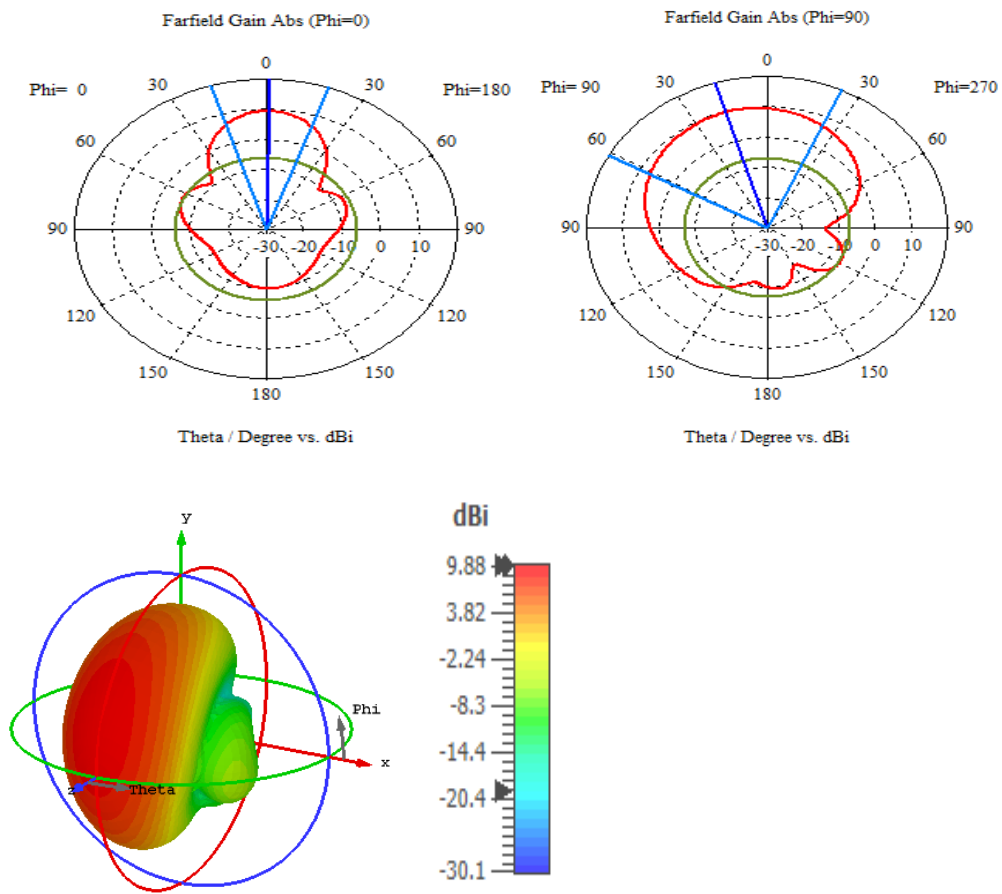 Farfield Gain Abs (Phi=0)
0
30
30
Phi= 0
Phi=180
60
60
90
-30
-20
-10
0
10
90
120
120
150
150
180
Theta / Degree vs. dBi
Farfield Gain Abs (Phi=90)
0
30
30
Phi= 90
Phi=270
60
60
90
-30
-20
-10
0
10
90
120
120
150
150
180
Theta / Degree vs. dBi
y
Phi
x
z
Theta
dBi
9.88
3.82
-2.24
-8.3
-14.4
-20.4
-30.1